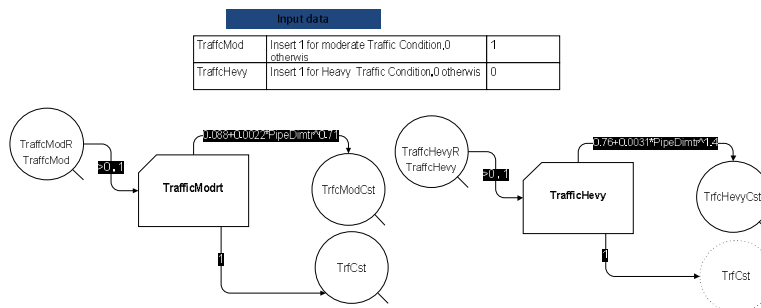 Input data
TraffcMod Insert 1 for moderate Traffic Condition,0 otherwis 1
TraffcHevy Insert 1 for Heavy Traffic Condition,0 otherwis 0
0.088+0.0022*PipeDimtr^0.71
0.76+0.0031*PipeDimtr^1.4
TraffcModR
TraffcMod
>0, 1
TrafficModrt
TrfcModCst
TraffcHevyR
TraffcHevy
>0, 1
TrafficHevy
TrfcHevyCst
1
TrfCst
1
TrfCst